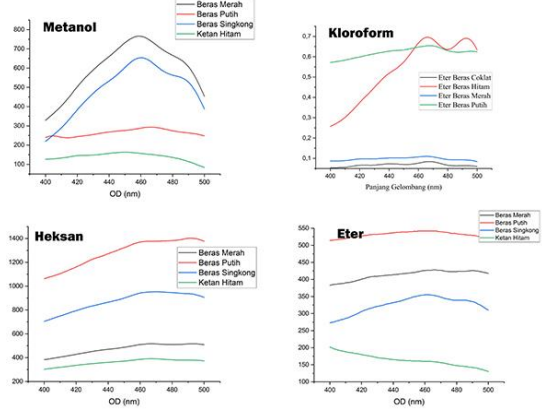 Metanol
Beras Merah
Beras Putih
Beras Singkong
Ketan Hitam
800
700
600
500
400
300
200
100
400 420 440 460 480 500
OD (nm)
Kloroform
Eter Beras Coklat
Eter Beras Hitam
Eter Beras Merah
Eter Beras Putih
0,7
0,6
0,5
0,4
0,3
0,2
0,1
400 420 440 460 480 500
Panjang Gelombang (nm)
Heksan
Beras Merah
Beras Putih
Beras Singkong
Ketan Hitam
1400
1200
1000
800
600
400
200
400 420 440 460 480 500
OD (nm)
Eter
Beras Merah
Beras Putih
Beras Singkong
Ketan Hitam
550
500
450
400
350
300
250
200
150
100
400 420 440 460 480 500
OD (nm)